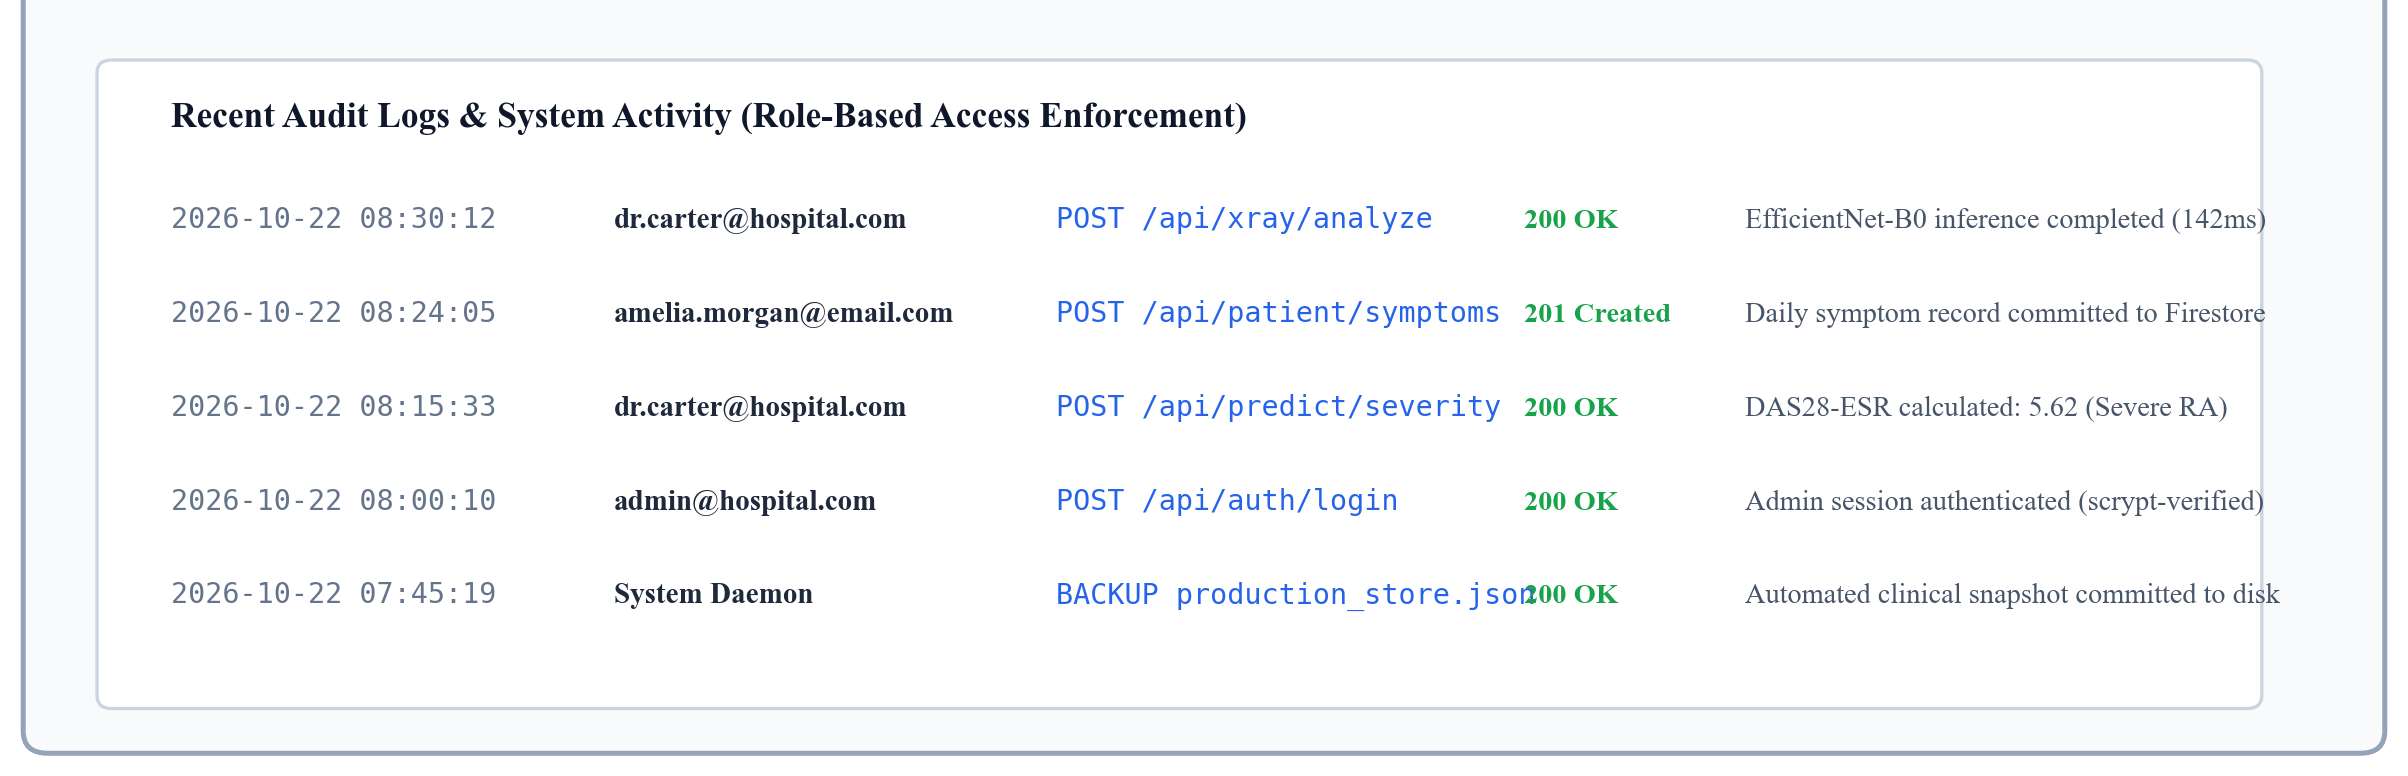 Recent Audit Logs & System Activity (Role-Based Access Enforcement)
2026-10-22 08:30:12 dr.carter@hospital.com POST /api/xray/analyze 200 OK EfficientNet-B0 inference completed (142ms)
2026-10-22 08:24:05 amelia.morgan@email.com POST /api/patient/symptoms 201 Created Daily symptom record committed to Firestore
2026-10-22 08:15:33 dr.carter@hospital.com POST /api/predict/severity 200 OK DAS28-ESR calculated: 5.62 (Severe RA)
2026-10-22 08:00:10 admin@hospital.com POST /api/auth/login 200 OK Admin session authenticated (scrypt-verified)
2026-10-22 07:45:19 System Daemon BACKUP production_store.json 200 OK Automated clinical snapshot committed to disk